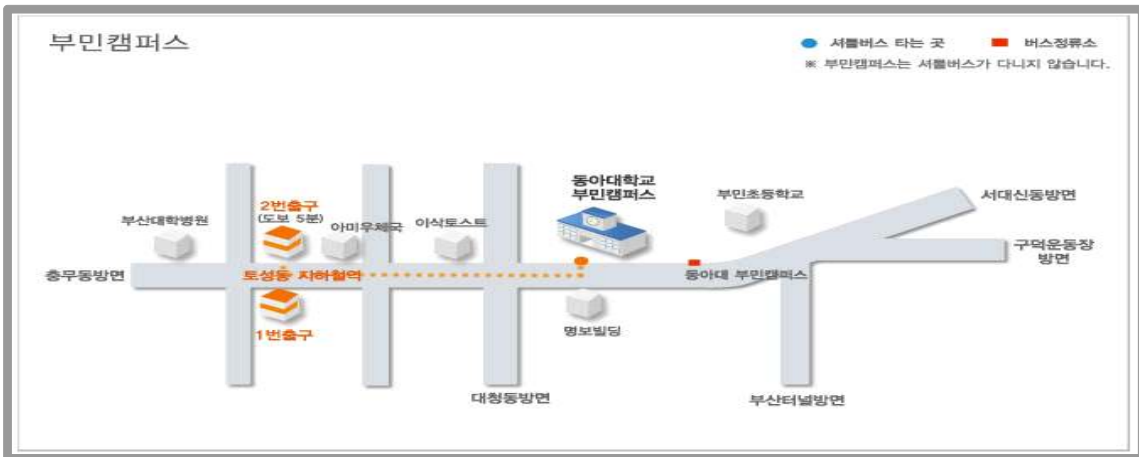 부민캠퍼스
셔틀버스 타는 곳
버스정류소
※ 부민캠퍼스는 셔틀버스가 다니지 않습니다.
동아대학교
부민캠퍼스
부민초등학교
서대신동방면
2번출구
(도보 5분)
부산대학병원
아미우체국
이삭토스트
구덕운동장
방면
충무동방면
토성동 지하철역
동아대 부민캠퍼스
1번출구
명보빌딩
대청동방면
부산터널방면